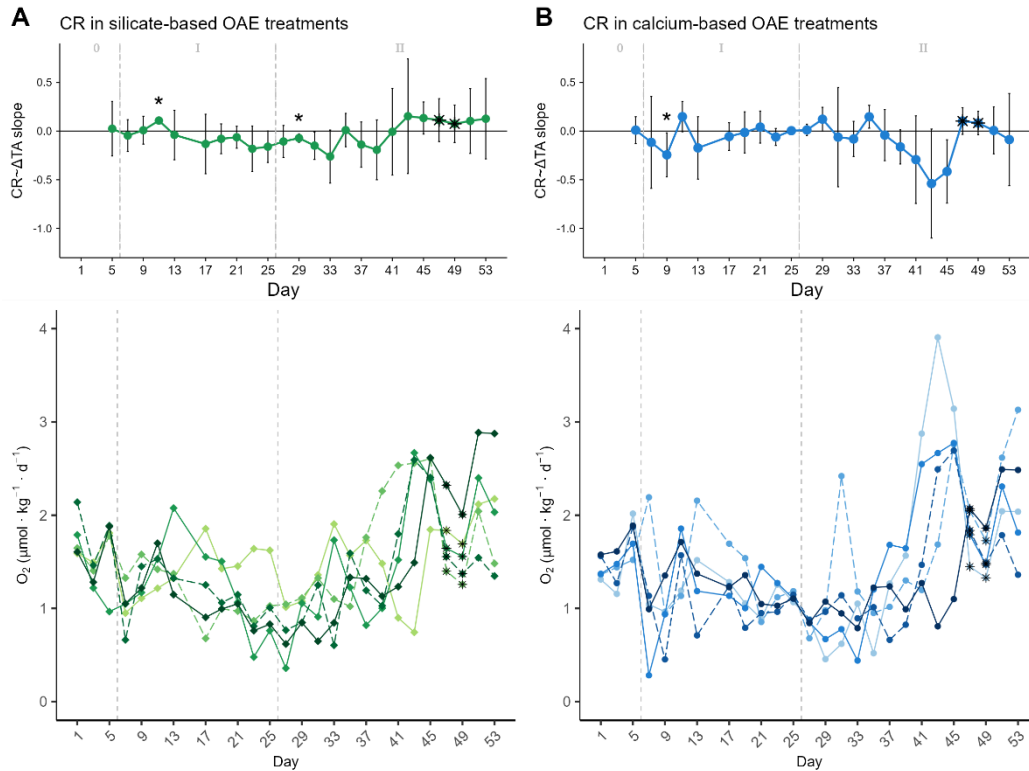 A CR in silicate-based OAE treatments
0 I II
CR~ΔTA slope
0.5
0.0
-0.5
-1.0
*
*
1 5 9 13 17 21 25 29 33 37 41 45 49 53
Day
O₂ (μmol · kg⁻¹ · d⁻¹)
4
3
2
1
0
1 5 9 13 17 21 25 29 33 37 41 45 49 53
Day
B CR in calcium-based OAE treatments
0 I II
CR~ΔTA slope
0.5
0.0
-0.5
-1.0
*
1 5 9 13 17 21 25 29 33 37 41 45 49 53
Day
O₂ (μmol · kg⁻¹ · d⁻¹)
4
3
2
1
0
1 5 9 13 17 21 25 29 33 37 41 45 49 53
Day